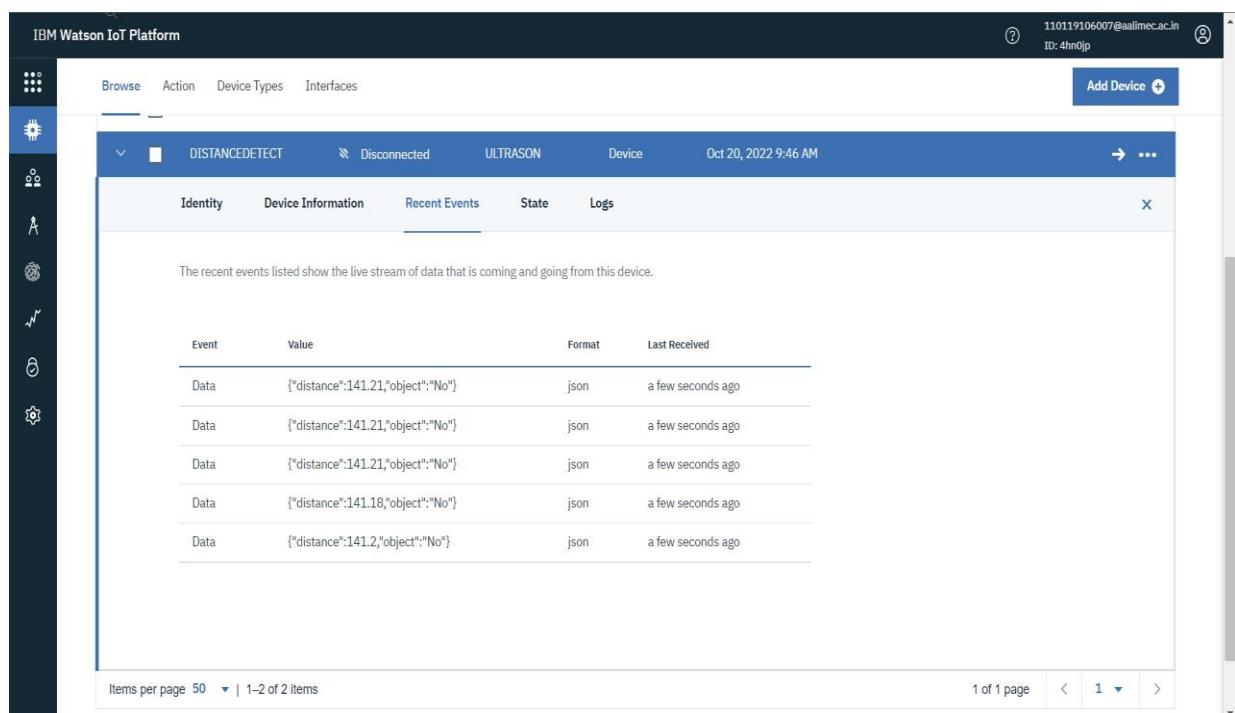 IBM Watson IoT Platform
110119106007@aalimec.ac.in
ID: 4hn0jp
Browse Action Device Types Interfaces
Add Device
DISTANCEDETECT Disconnected ULTRASON Device Oct 20, 2022 9:46 AM
Identity Device Information Recent Events State Logs
The recent events listed show the live stream of data that is coming and going from this device.
Event Value Format Last Received
Data {"distance":141.21,"object":"No"} json a few seconds ago
Data {"distance":141.21,"object":"No"} json a few seconds ago
Data {"distance":141.21,"object":"No"} json a few seconds ago
Data {"distance":141.18,"object":"No"} json a few seconds ago
Data {"distance":141.2,"object":"No"} json a few seconds ago
Items per page 50 | 1–2 of 2 items 1 of 1 page 1